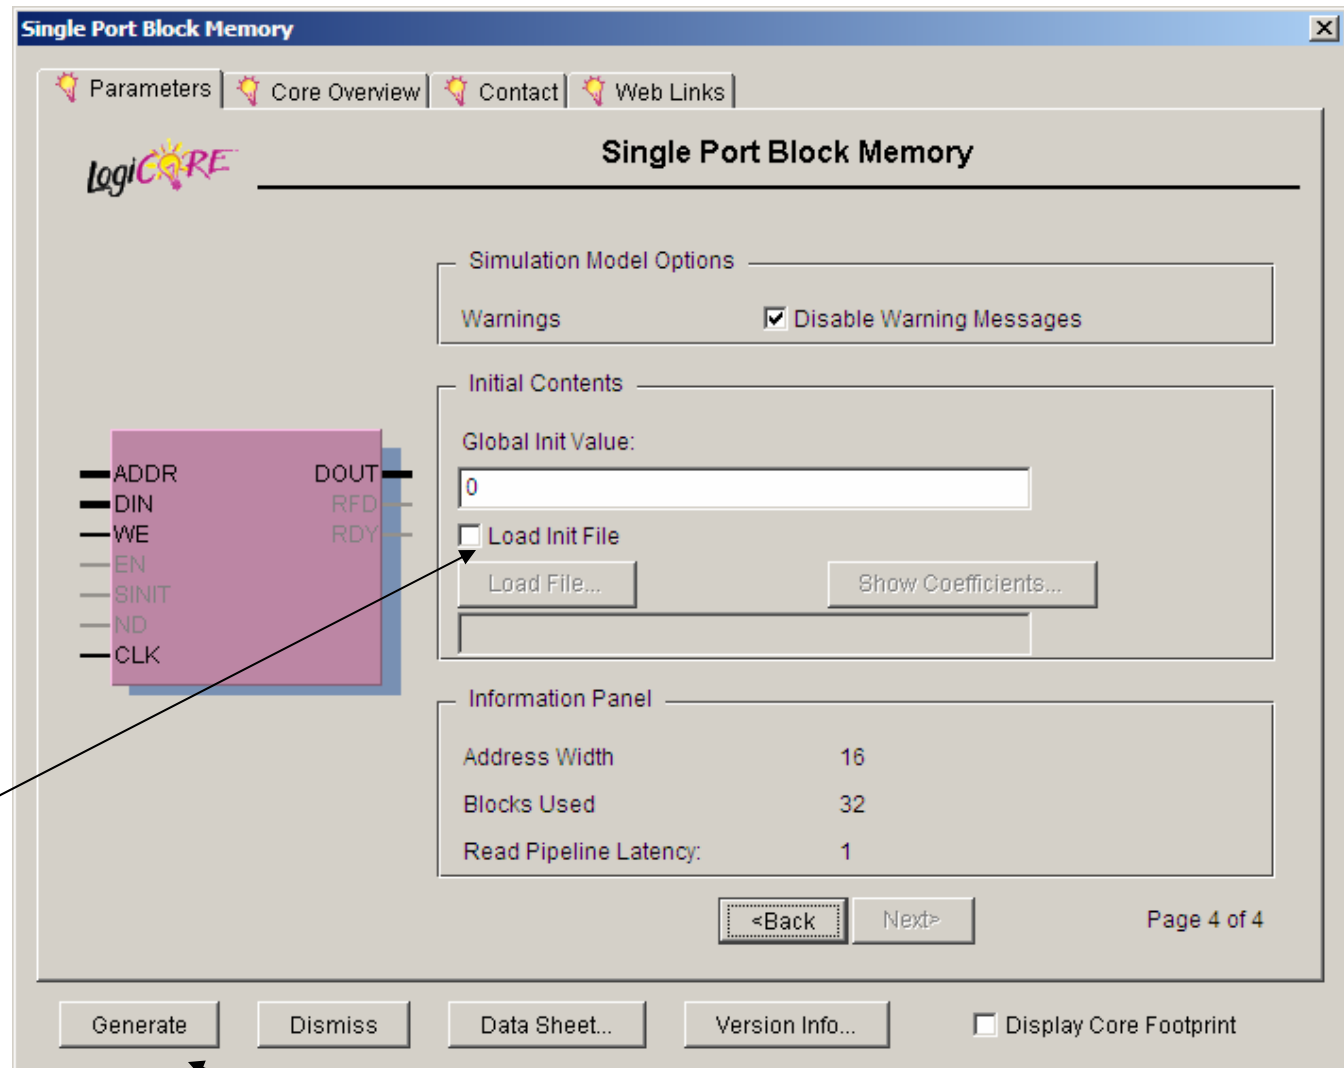 Single Port Block Memory
Parameters Core Overview Contact Web Links
LogiCORE
Single Port Block Memory
Simulation Model Options
Warnings Disable Warning Messages
Initial Contents
Global Init Value:
0
Load Init File
Load File... Show Coefficients...
ADDR DOUT
DIN RFD
WE RDY
EN
SINIT
ND
CLK
Information Panel
Address Width 16
Blocks Used 32
Read Pipeline Latency: 1
<Back Next> Page 4 of 4
Generate Dismiss Data Sheet... Version Info... Display Core Footprint